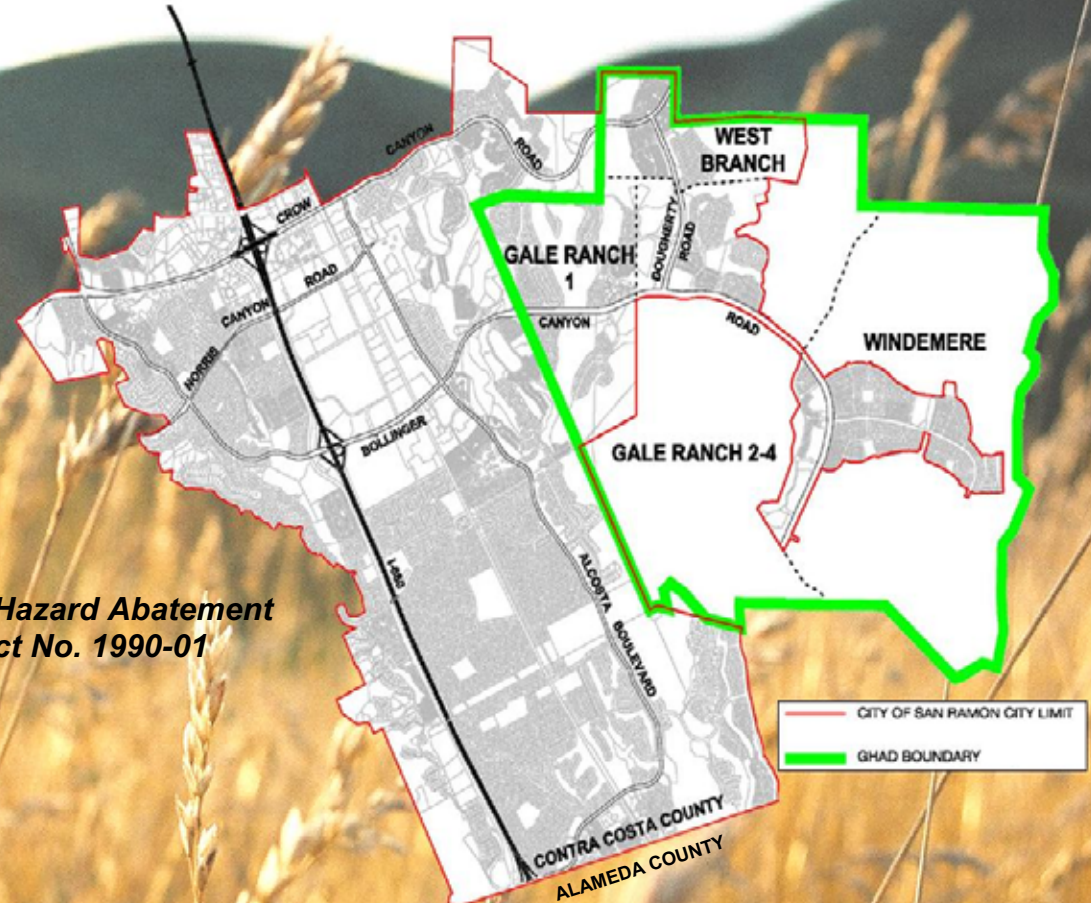 CANYON
ROAD
CROW
WEST
BRANCH
GALE RANCH
1
DOUGHERTY
ROAD
CANYON
ROAD
NORRIS
CANYON
ROAD
WINDEMERE
BOLLINGER
GALE RANCH 2-4
I-680
ALCOSTA
BOULEVARD
Hazard Abatement
ct No. 1990-01
CITY OF SAN RAMON CITY LIMIT
GHAD BOUNDARY
CONTRA COSTA COUNTY
ALAMEDA COUNTY